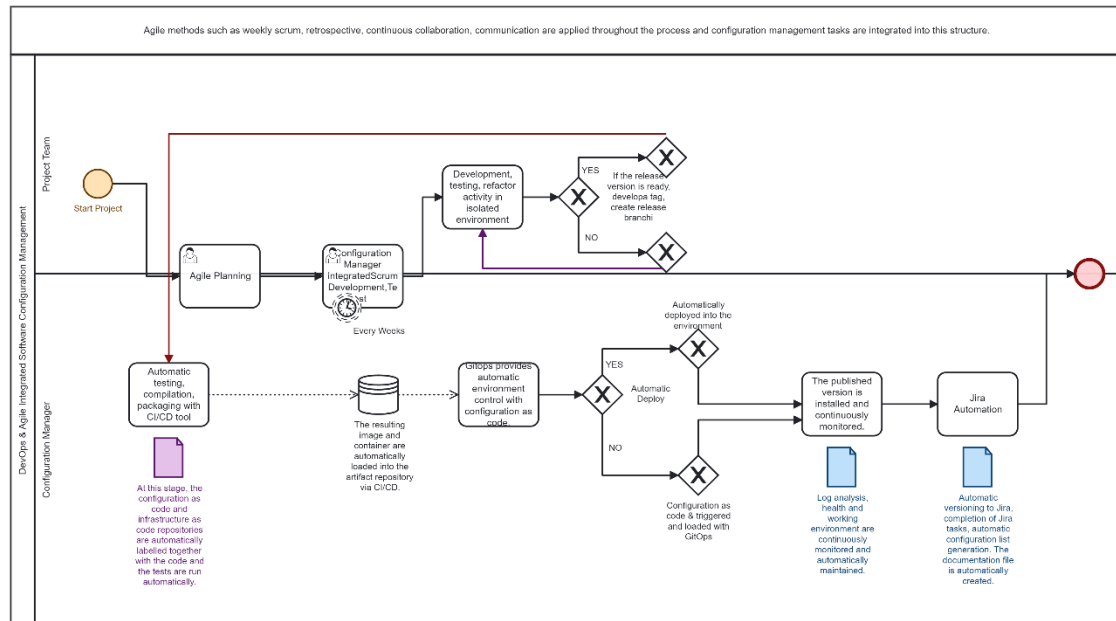 Agile methods such as weekly scrum, retrospective, continuous collaboration, communication are applied throughout the process and configuration management tasks are integrated into this structure.
DevOps & Agile Integrated Software Configuration Management
Project Team
Start Project
Agile Planning
Configuration
Manager
integratedScrum
Development,Te
st
Every Weeks
Development,
testing, refactor
activity in
isolated
environment
YES
NO
If the release
version is ready,
developa tag,
create release
branchi
Configuration Manager
Automatic
testing,
compilation,
packaging with
CI/CD tool
At this stage, the
configuration as
code and
infrastructure as
code repositories
are automatically
labelled together
with the code and
the tests are run
automatically.
The resulting
image and
container are
automatically
loaded into the
artifact repository
via CI/CD.
Gitops provides
automatic
environment
control with
configuration as
code.
YES
NO
Automatic
Deploy
Automatically
deployed into the
environment
Configuration as
code & triggered
and loaded with
GitOps
The published
version is
installed and
continuously
monitored.
Log analysis,
health and
working
environment are
continuously
monitored and
automatically
maintained.
Jira
Automation
Automatic
versioning to Jira,
completion of Jira
tasks, automatic
configuration list
generation. The
documentation file
is automatically
created.